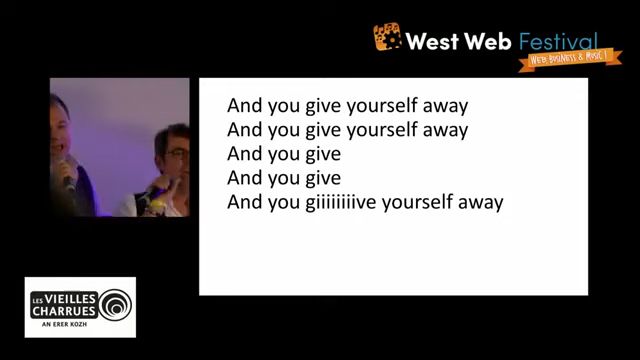 West Web Festival
WEB BUSINESS & MUSIC !
And you give yourself away
And you give yourself away
And you give
And you give
And you giiiiiiiive yourself away
LES VIEILLES
CHARRUES
AN ERER KOZH